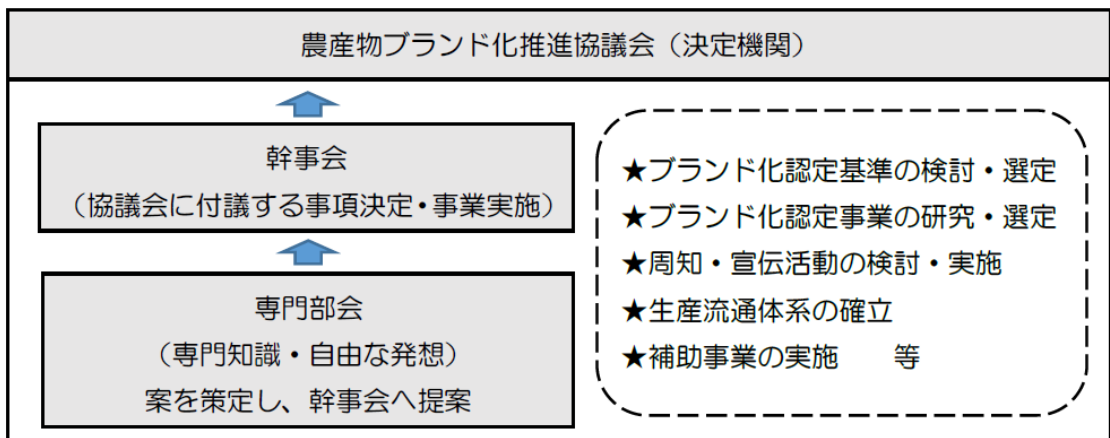 農産物ブランド化推進協議会（決定機関）
幹事会
（協議会に付議する事項決定・事業実施）
専門部会
（専門知識・自由な発想）
案を策定し、幹事会へ提案
★ブランド化認定基準の検討・選定
★ブランド化認定事業の研究・選定
★周知・宣伝活動の検討・実施
★生産流通体系の確立
★補助事業の実施　　等